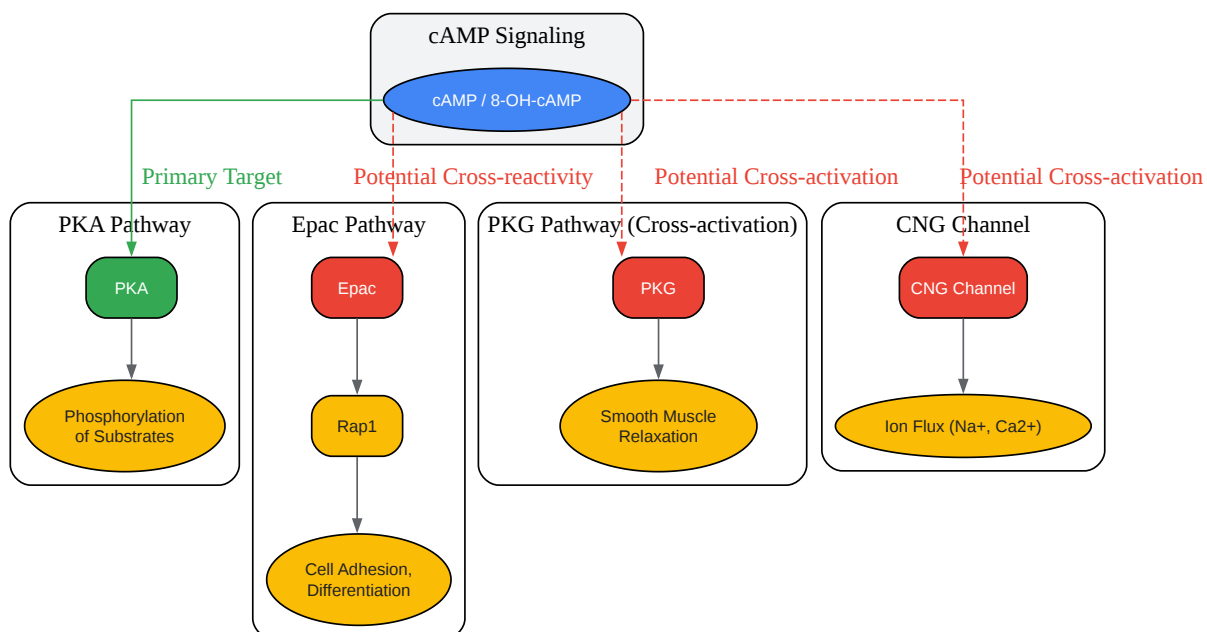 cAMP Signaling
cAMP / 8-OH-cAMP
Primary Target
Potential Cross-reactivity
Potential Cross-activation
Potential Cross-activation
PKA Pathway
Epac Pathway
PKG Pathway (Cross-activation)
CNG Channel
PKA
Epac
PKG
CNG Channel
Phosphorylation
of Substrates
Rap1
Smooth Muscle
Relaxation
Ion Flux (Na+, Ca2+)
Cell Adhesion,
Differentiation